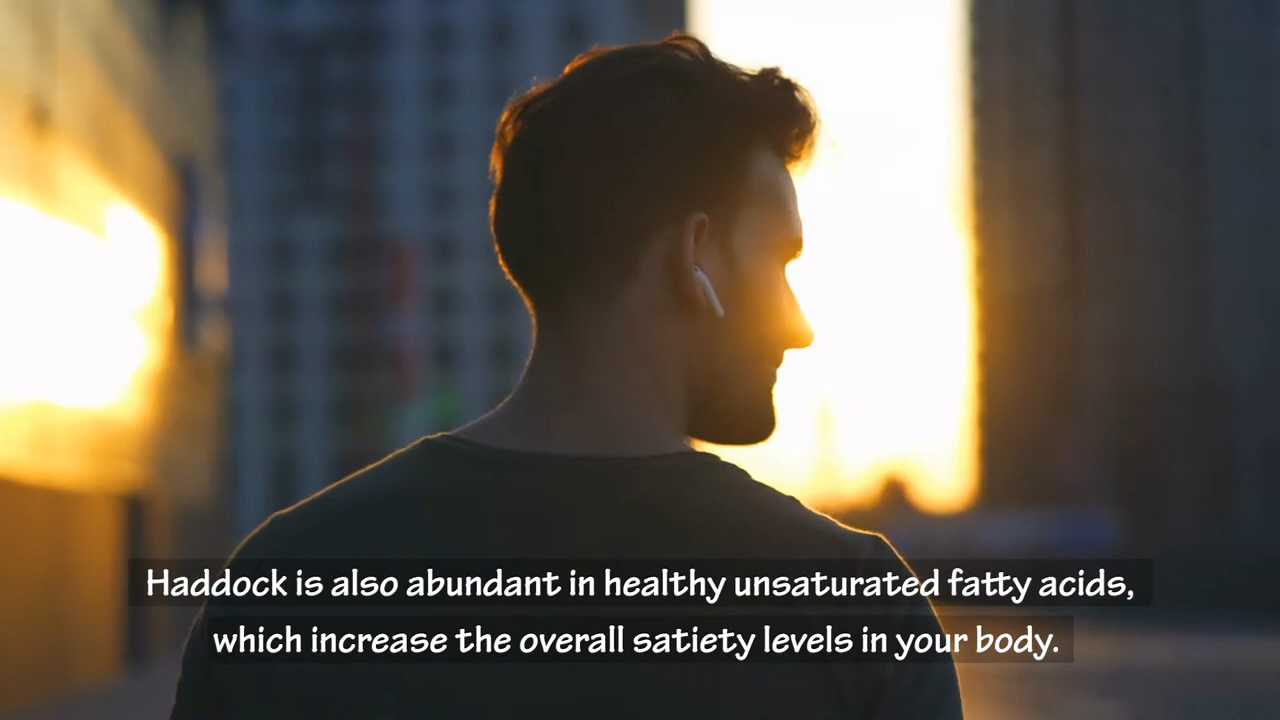 Haddock is also abundant in healthy unsaturated fatty acids,
which increase the overall satiety levels in your body.